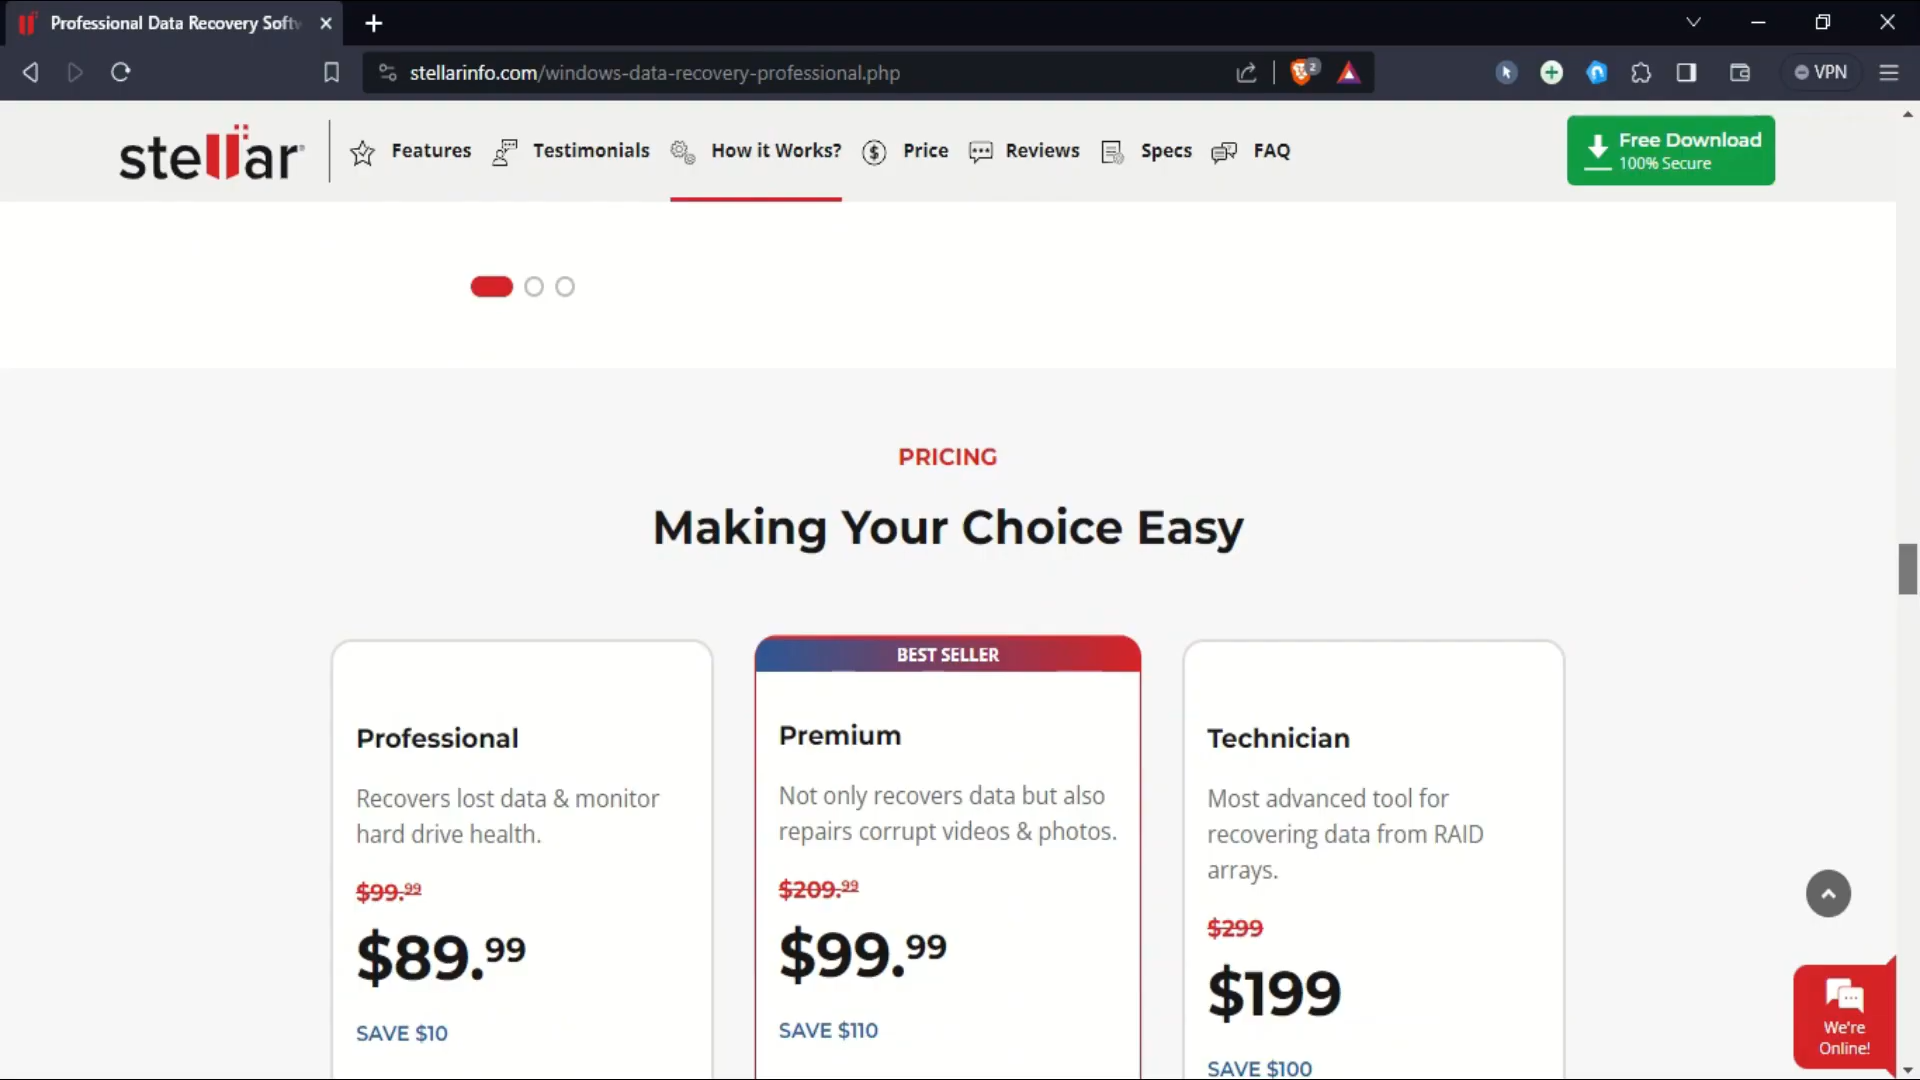 Professional Data Recovery Softw
stellarinfo.com/windows-data-recovery-professional.php
2
VPN
stellar
Features
Testimonials
How it Works?
Price
Reviews
Specs
FAQ
Free Download
100% Secure
PRICING
Making Your Choice Easy
Professional
Recovers lost data & monitor
hard drive health.
$99.99
$89.99
SAVE $10
BEST SELLER
Premium
Not only recovers data but also
repairs corrupt videos & photos.
$209.99
$99.99
SAVE $110
Technician
Most advanced tool for
recovering data from RAID
arrays.
$299
$199
SAVE $100
We're
Online!